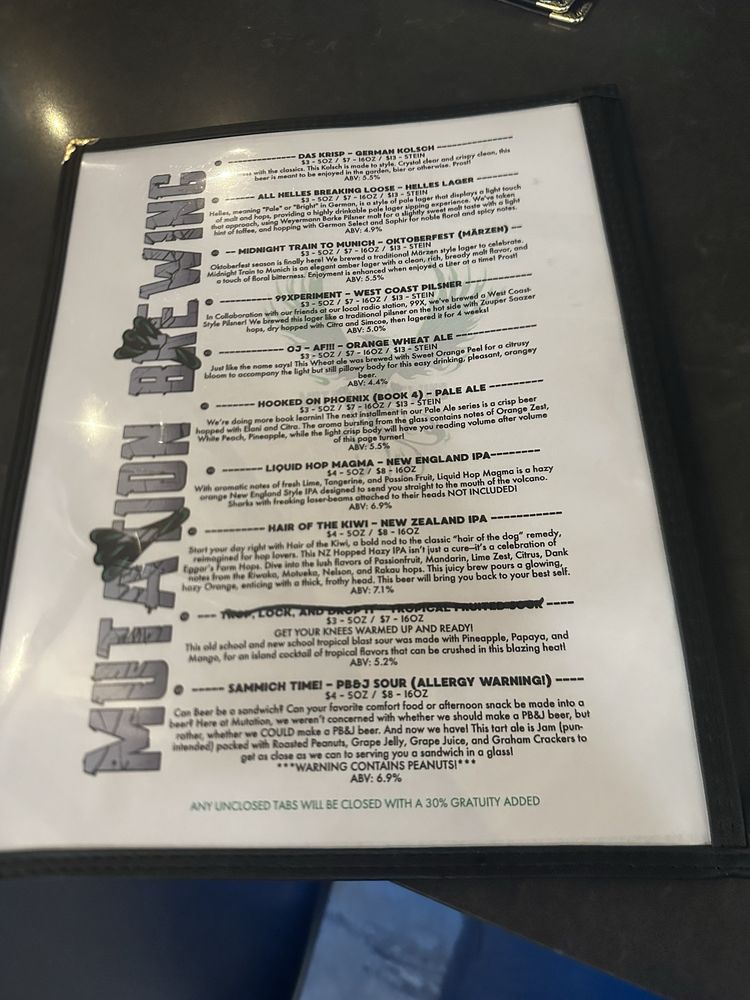 MUTATION BREWING
DAS KRISP - GERMAN KOLSCH
$3 - 5OZ / $7 - 16OZ / $13 - STEIN
with the classics. This Kolsch is made to style. Crystal clear and crispy clean, this
beer is meant to be enjoyed in the garden, bier or otherwise. Prost!
ABV: 5.5%
ALL HELLES BREAKING LOOSE - HELLES LAGER
$3 - 5OZ / $7 - 16OZ / $13 - STEIN
Helles, meaning "Pale" or "Bright" in German, is a style of pale lager that displays a light touch
of malt and hops, providing a highly drinkable pale lager sipping experience. We've taken
that approach, using Weyermann Barke Pilsner malt for a slightly sweet malt taste with a light
hint of toffee, and hopping with German Select and Saphir for noble floral and spicy notes.
ABV: 4.9%
MIDNIGHT TRAIN TO MUNICH - OKTOBERFEST (MÄRZEN)
$3 - 5OZ / $7 - 16OZ / $13 - STEIN
Oktoberfest season is finally here! We brewed a traditional Märzen style lager to celebrate.
Midnight Train to Munich is an elegant amber lager with a clean, rich, bready malt flavor, and
a touch of floral bitterness. Enjoyment is enhanced when enjoyed a Liter at a time! Prost!
ABV: 5.5%
99XPERIMENT - WEST COAST PILSNER
$3 - 5OZ / $7 - 16OZ / $13 - STEIN
In Collaboration with our friends at our local radio station, 99X, we've brewed a West Coast-
Style Pilsner! We brewed this lager like a traditional pilsner on the hot side with Zuuper Saazer
hops, dry hopped with Citra and Simcoe, then lagered it for 4 weeks!
ABV: 5.0%
OJ - AF!!! - ORANGE WHEAT ALE
$3 - 5OZ / $7 - 16OZ / $13 - STEIN
Just like the name says! This Wheat ale was brewed with Sweet Orange Peel for a citrusy
bloom to accompany the light but still pillowy body for this easy drinking, pleasant, orangey
beer.
ABV: 4.4%
HOOKED ON PHOENIX (BOOK 4) - PALE ALE
$3 - 5OZ / $7 - 16OZ / $13 - STEIN
We're doing more book learnin! The next installment in our Pale Ale series is a crisp beer
hopped with Elani and Citra. The aroma bursting from the glass contains notes of Orange Zest,
White Peach, Pineapple, while the light crisp body will have you reading volume after volume
of this page turner!
ABV: 5.5%
LIQUID HOP MAGMA - NEW ENGLAND IPA
$4 - 5OZ / $8 - 16OZ
With aromatic notes of fresh Lime, Tangerine, and Passion Fruit, Liquid Hop Magma is a hazy
orange New England Style IPA designed to send you straight to the mouth of the volcano.
Sharks with freaking laser-beams attached to their heads NOT INCLUDED!
ABV: 6.9%
HAIR OF THE KIWI - NEW ZEALAND IPA
$4 - 5OZ / $8 - 16OZ
Start your day right with Hair of the Kiwi, a bold nod to the classic "hair of the dog" remedy,
reimagined for hop lovers. This NZ Hopped Hazy IPA isn't just a cure—it's a celebration of
Eggar's Farm Hops. Dive into the lush flavors of Passionfruit, Mandarin, Lime Zest, Citrus, Dank
notes from the Riwaka, Motueka, Nelson, and Rakau hops. This juicy brew pours a glowing,
hazy Orange, enticing with a thick, frothy head. This beer will bring you back to your best self.
ABV: 7.1%
TROP, LOCK, AND DROP IT - TROPICAL FRUITED SOUR
$3 - 5OZ / $7 - 16OZ
GET YOUR KNEES WARMED UP AND READY!
This old school and new school tropical blast sour was made with Pineapple, Papaya, and
Mango, for an island cocktail of tropical flavors that can be crushed in this blazing heat!
ABV: 5.2%
SAMMICH TIME! - PB&J SOUR (ALLERGY WARNING!)
$4 - 5OZ / $8 - 16OZ
Can Beer be a sandwich? Can your favorite comfort food or afternoon snack be made into a
beer? Here at Mutation, we weren't concerned with whether we should make a PB&J beer, but
rather, whether we COULD make a PB&J beer. And now we have! This tart ale is Jam (pun-
intended) packed with Roasted Peanuts, Grape Jelly, Grape Juice, and Graham Crackers to
get as close as we can to serving you a sandwich in a glass!
***WARNING CONTAINS PEANUTS!***
ABV: 6.9%
ANY UNCLOSED TABS WILL BE CLOSED WITH A 30% GRATUITY ADDED